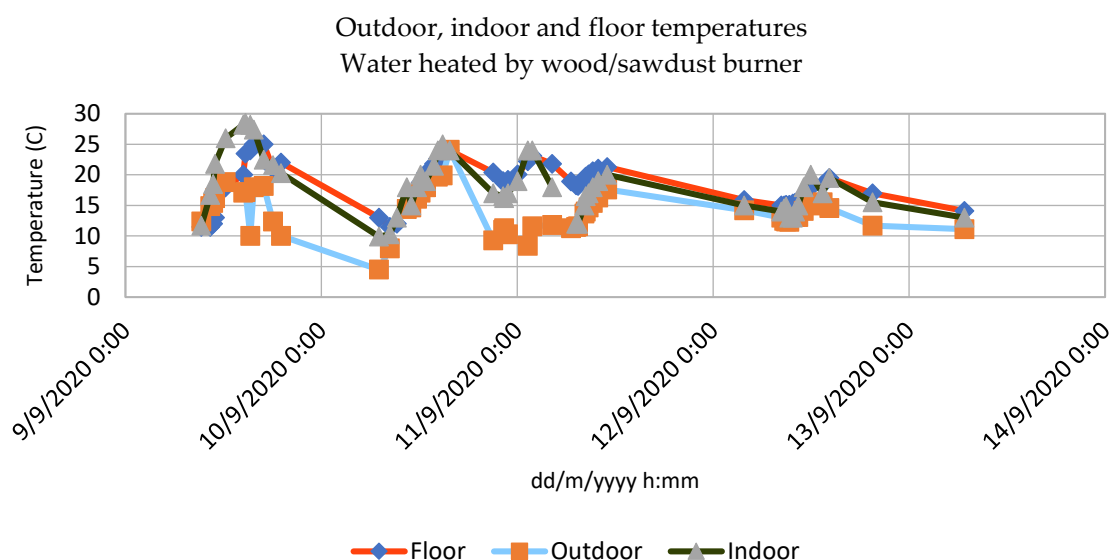 Outdoor, indoor and floor temperatures
Water heated by wood/sawdust burner
Temperature (C)
30
25
20
15
10
5
0
9/9/2020 0:00
10/9/2020 0:00
11/9/2020 0:00
12/9/2020 0:00
13/9/2020 0:00
14/9/2020 0:00
dd/m/yyyy h:mm
Floor Outdoor Indoor